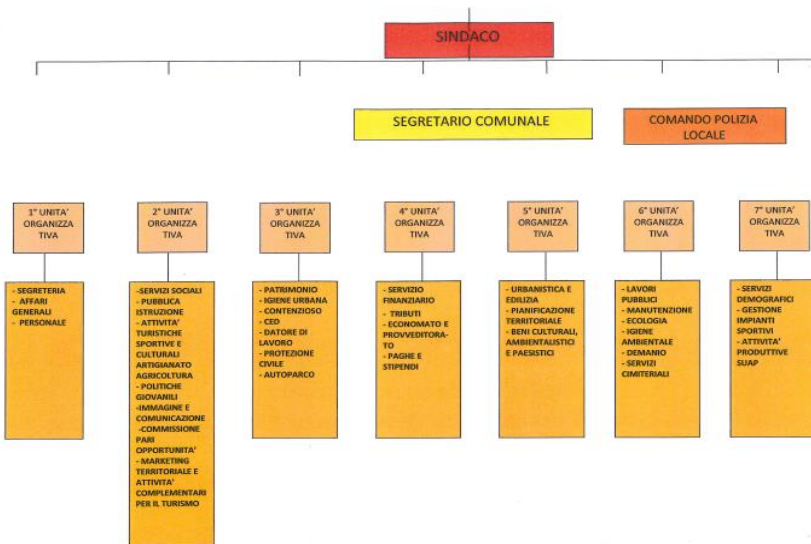 SINDACO
SEGRETARIO COMUNALE
COMANDO POLIZIA
LOCALE
1° UNITA'
ORGANIZZA
TIVA
- SEGRETERIA
- AFFARI
GENERALI
- PERSONALE
2° UNITA'
ORGANIZZA
TIVA
-SERVIZI SOCIALI
- PUBBLICA
ISTRUZIONE
- ATTIVITA'
TURISTICHE
SPORTIVE E
CULTURALI
ARTIGIANATO
AGRICOLTURA
- POLITICHE
GIOVANILI
-IMMAGINE E
COMUNICAZIONE
-COMMISSIONE
PARI
OPPORTUNITA'
- MARKETING
TERRITORIALE E
ATTIVITA'
COMPLEMENTARI
PER IL TURISMO
3° UNITA'
ORGANIZZA
TIVA
- PATRIMONIO
- IGIENE URBANA
- CONTENZIOSO
- CED
- DATORE DI
LAVORO
- PROTEZIONE
CIVILE
- AUTOPARCO
4° UNITA'
ORGANIZZA
TIVA
- SERVIZIO
FINANZIARIO
- TRIBUTI
- ECONOMATO E
PROVVEDITORA-
TO
- PAGHE E
STIPENDI
5° UNITA'
ORGANIZZA
TIVA
- URBANISTICA E
EDILIZIA
- PIANIFICAZIONE
TERRITORIALE
- BENI CULTURALI,
AMBIENTALISTICI
E PAESISTICI
6° UNITA'
ORGANIZZA
TIVA
- LAVORI
PUBBLICI
- MANUTENZIONE
- ECOLOGIA
- IGIENE
AMBIENTALE
- DEMANIO
- SERVIZI
CIMITERIALI
7° UNITA'
ORGANIZZA
TIVA
- SERVIZI
DEMOGRAFICI
- GESTIONE
IMPIANTI
SPORTIVI
- ATTIVITA'
PRODUTTIVE
SUAP